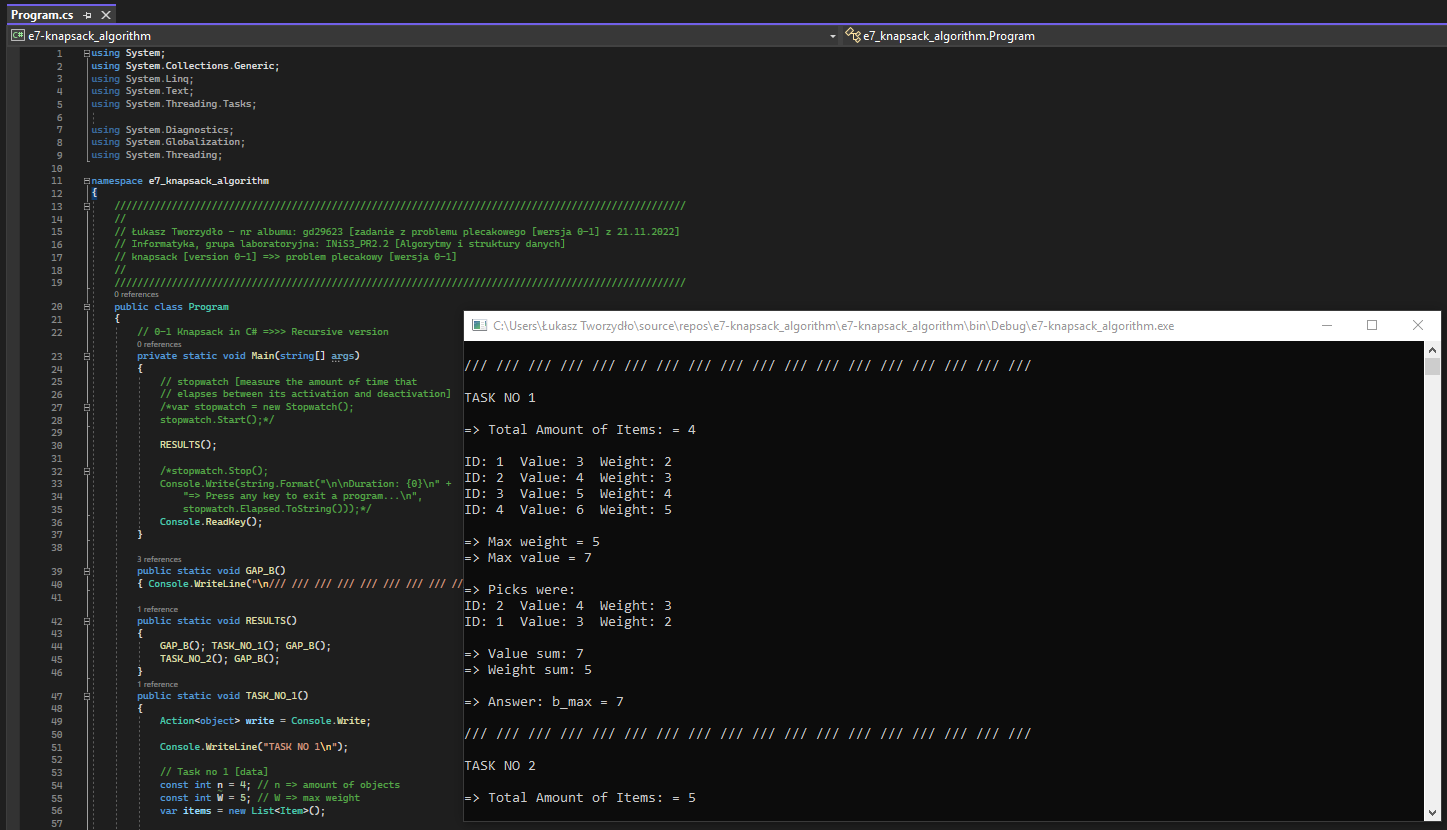 Program.cs
C# e7-knapsack_algorithm
e7_knapsack_algorithm.Program
1 using System;
2 using System.Collections.Generic;
3 using System.Linq;
4 using System.Text;
5 using System.Threading.Tasks;
6
7 using System.Diagnostics;
8 using System.Globalization;
9 using System.Threading;
10
11 namespace e7_knapsack_algorithm
12 {
13 ////////////////////////////////////////////////////////////////////////////////////////////////////
14 //
15 // Łukasz Tworzydło - nr albumu: gd29623 [zadanie z problemu plecakowego [wersja 0-1] z 21.11.2022]
16 // Informatyka, grupa laboratoryjna: INiS3_PR2.2 [Algorytmy i struktury danych]
17 // knapsack [version 0-1] =>> problem plecakowy [wersja 0-1]
18 //
19 ////////////////////////////////////////////////////////////////////////////////////////////////////
0 references
20 public class Program
21 {
22 // 0-1 Knapsack in C# =>>> Recursive version
0 references
23 private static void Main(string[] args)
24 {
25 // stopwatch [measure the amount of time that
26 // elapses between its activation and deactivation]
27 /*var stopwatch = new Stopwatch();
28 stopwatch.Start();*/
29
30 RESULTS();
31
32 /*stopwatch.Stop();
33 Console.Write(string.Format("\n\nDuration: {0}\n" +
34 "=> Press any key to exit a program...\n",
35 stopwatch.Elapsed.ToString()));*/
36 Console.ReadKey();
37 }
38
3 references
39 public static void GAP_B()
40 { Console.WriteLine("\n/// /// /// /// /// /// /// /// //
41
1 reference
42 public static void RESULTS()
43 {
44 GAP_B(); TASK_NO_1(); GAP_B();
45 TASK_NO_2(); GAP_B();
46 }
1 reference
47 public static void TASK_NO_1()
48 {
49 Action<object> write = Console.Write;
50
51 Console.WriteLine("TASK NO 1\n");
52
53 // Task no 1 [data]
54 const int n = 4; // n => amount of objects
55 const int W = 5; // W => max weight
56 var items = new List<Item>();
57
C:\Users\Łukasz Tworzydło\source\repos\e7-knapsack_algorithm\e7-knapsack_algorithm\bin\Debug\e7-knapsack_algorithm.exe
/// /// /// /// /// /// /// /// /// /// /// /// /// /// /// /// /// ///
TASK NO 1
=> Total Amount of Items: = 4
ID: 1 Value: 3 Weight: 2
ID: 2 Value: 4 Weight: 3
ID: 3 Value: 5 Weight: 4
ID: 4 Value: 6 Weight: 5
=> Max weight = 5
=> Max value = 7
=> Picks were:
ID: 2 Value: 4 Weight: 3
ID: 1 Value: 3 Weight: 2
=> Value sum: 7
=> Weight sum: 5
=> Answer: b_max = 7
/// /// /// /// /// /// /// /// /// /// /// /// /// /// /// /// /// ///
TASK NO 2
=> Total Amount of Items: = 5